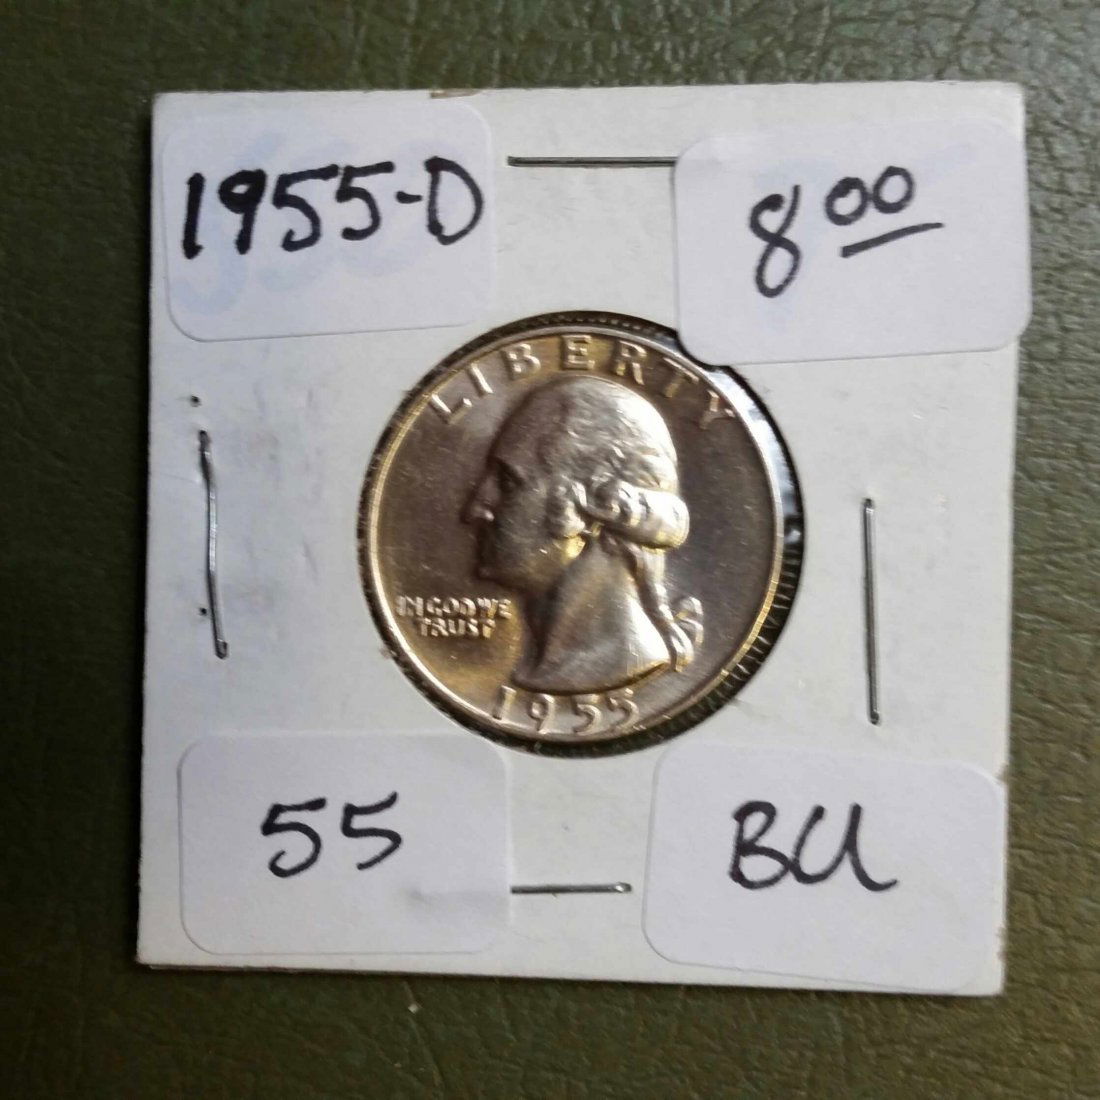 1955-D
8 00
LIBERTY
IN GOD WE
TRUST
1955
55
BU